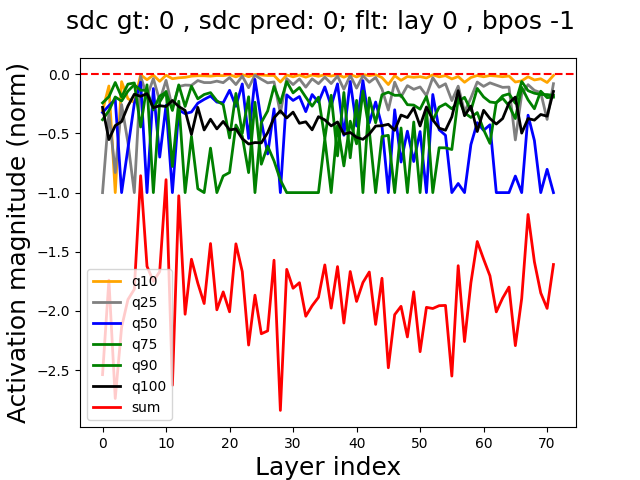 sdc gt: 0 , sdc pred: 0; flt: lay 0 , bpos -1
Activation magnitude (norm)
0.0
−0.5
−1.0
−1.5
−2.0
−2.5
q10
q25
q50
q75
q90
q100
sum
0 10 20 30 40 50 60 70
Layer index